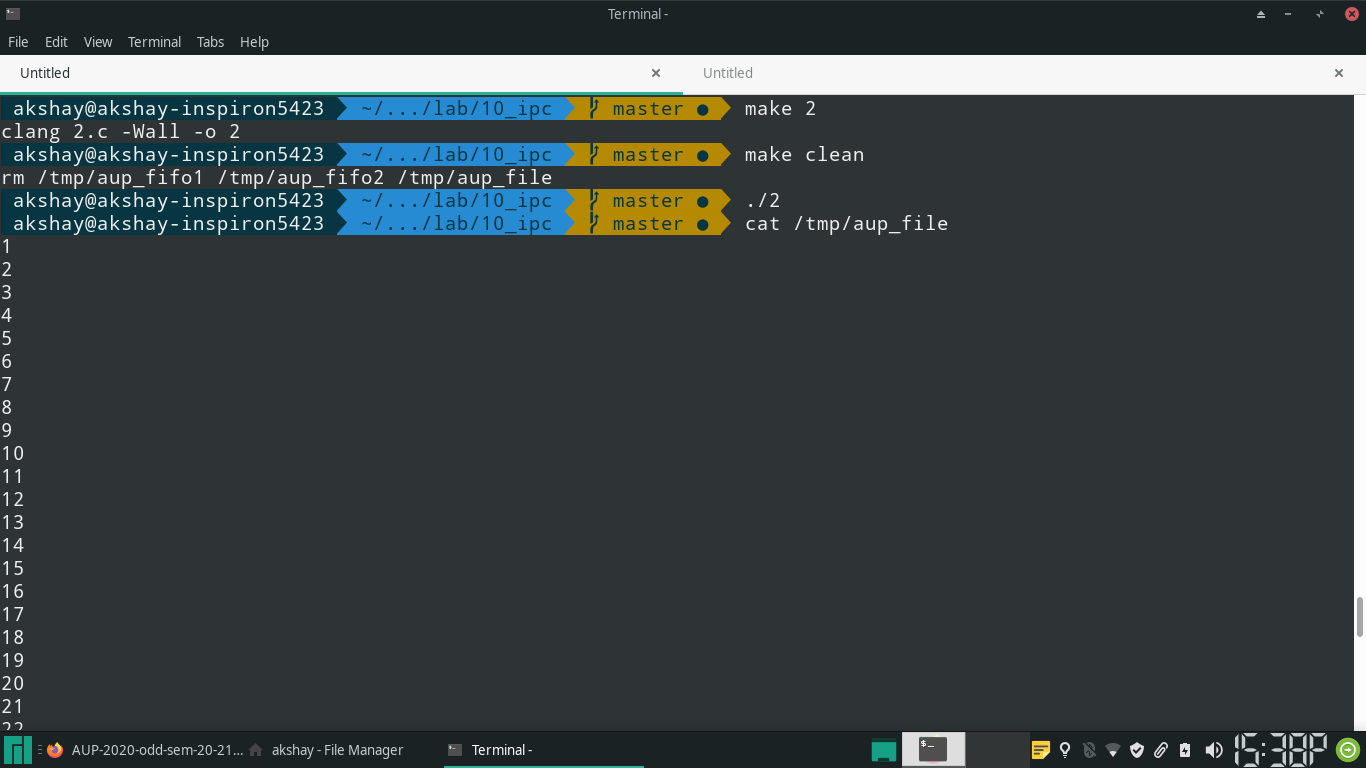 Terminal -
File Edit View Terminal Tabs Help
Untitled Untitled
akshay@akshay-inspiron5423 ~/.../lab/10_ipc master ● make 2
clang 2.c -Wall -o 2
akshay@akshay-inspiron5423 ~/.../lab/10_ipc master ● make clean
rm /tmp/aup_fifo1 /tmp/aup_fifo2 /tmp/aup_file
akshay@akshay-inspiron5423 ~/.../lab/10_ipc master ● ./2
akshay@akshay-inspiron5423 ~/.../lab/10_ipc master ● cat /tmp/aup_file
1
2
3
4
5
6
7
8
9
10
11
12
13
14
15
16
17
18
19
20
21
22
AUP-2020-odd-sem-20-21... akshay - File Manager Terminal - 15:38P